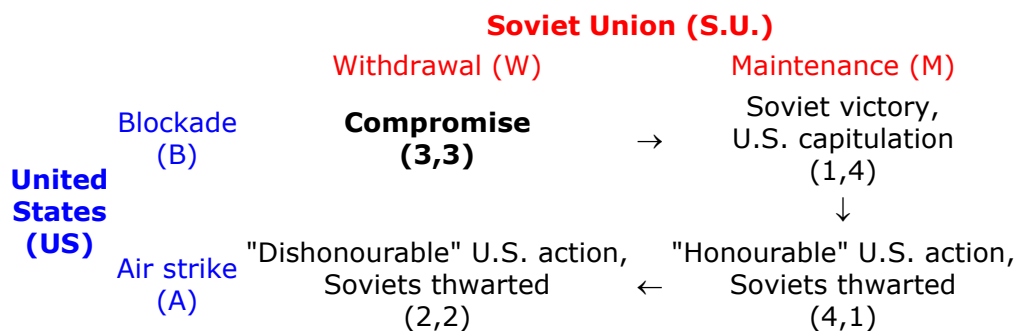 Soviet Union (S.U.)
Withdrawal (W)
Maintenance (M)
Blockade
(B)
Compromise
(3,3)
→
Soviet victory,
U.S. capitulation
(1,4)
↓
United
States
(US)
Air strike
(A)
"Dishonourable" U.S. action,
Soviets thwarted
(2,2)
←
"Honourable" U.S. action,
Soviets thwarted
(4,1)